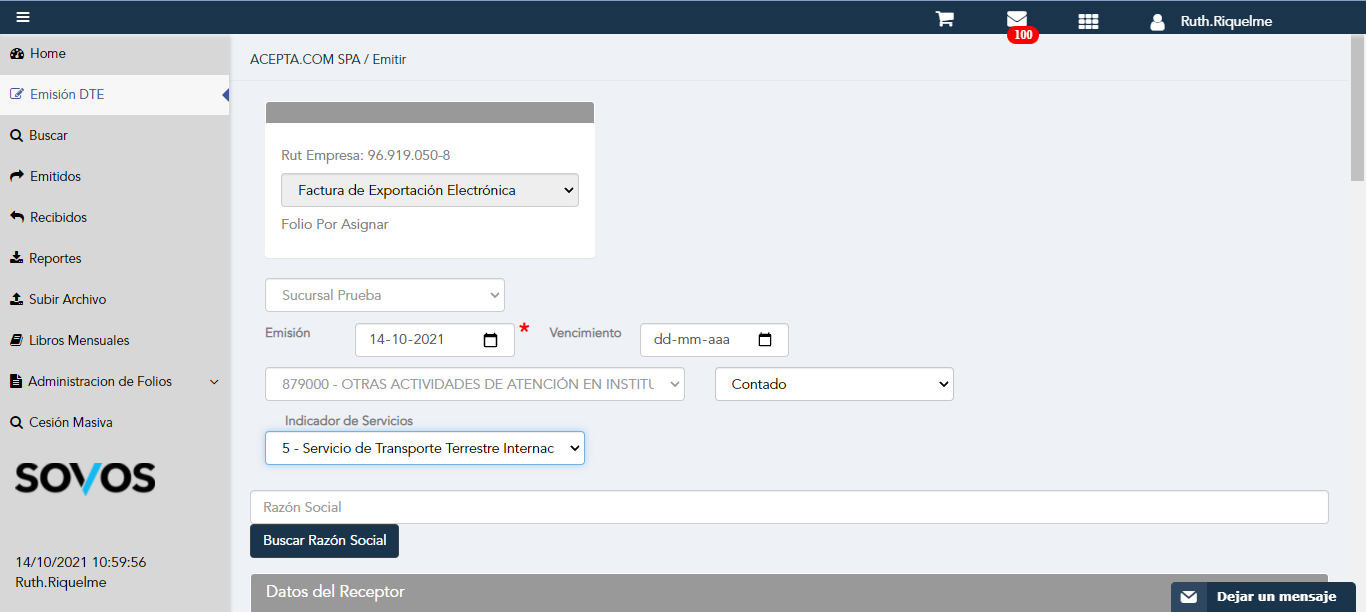 Ruth.Riquelme
100
Home
Emisión DTE
Buscar
Emitidos
Recibidos
Reportes
Subir Archivo
Libros Mensuales
Administracion de Folios
Cesión Masiva
SOVOS
14/10/2021 10:59:56
Ruth.Riquelme
ACEPTA.COM SPA / Emitir
Rut Empresa: 96.919.050-8
Factura de Exportación Electrónica
Folio Por Asignar
Sucursal Prueba
Emisión 14-10-2021 * Vencimiento dd-mm-aaa
879000 - OTRAS ACTIVIDADES DE ATENCIÓN EN INSTITU Contado
Indicador de Servicios
5 - Servicio de Transporte Terrestre Internac
Razón Social
Buscar Razón Social
Datos del Receptor
Dejar un mensaje